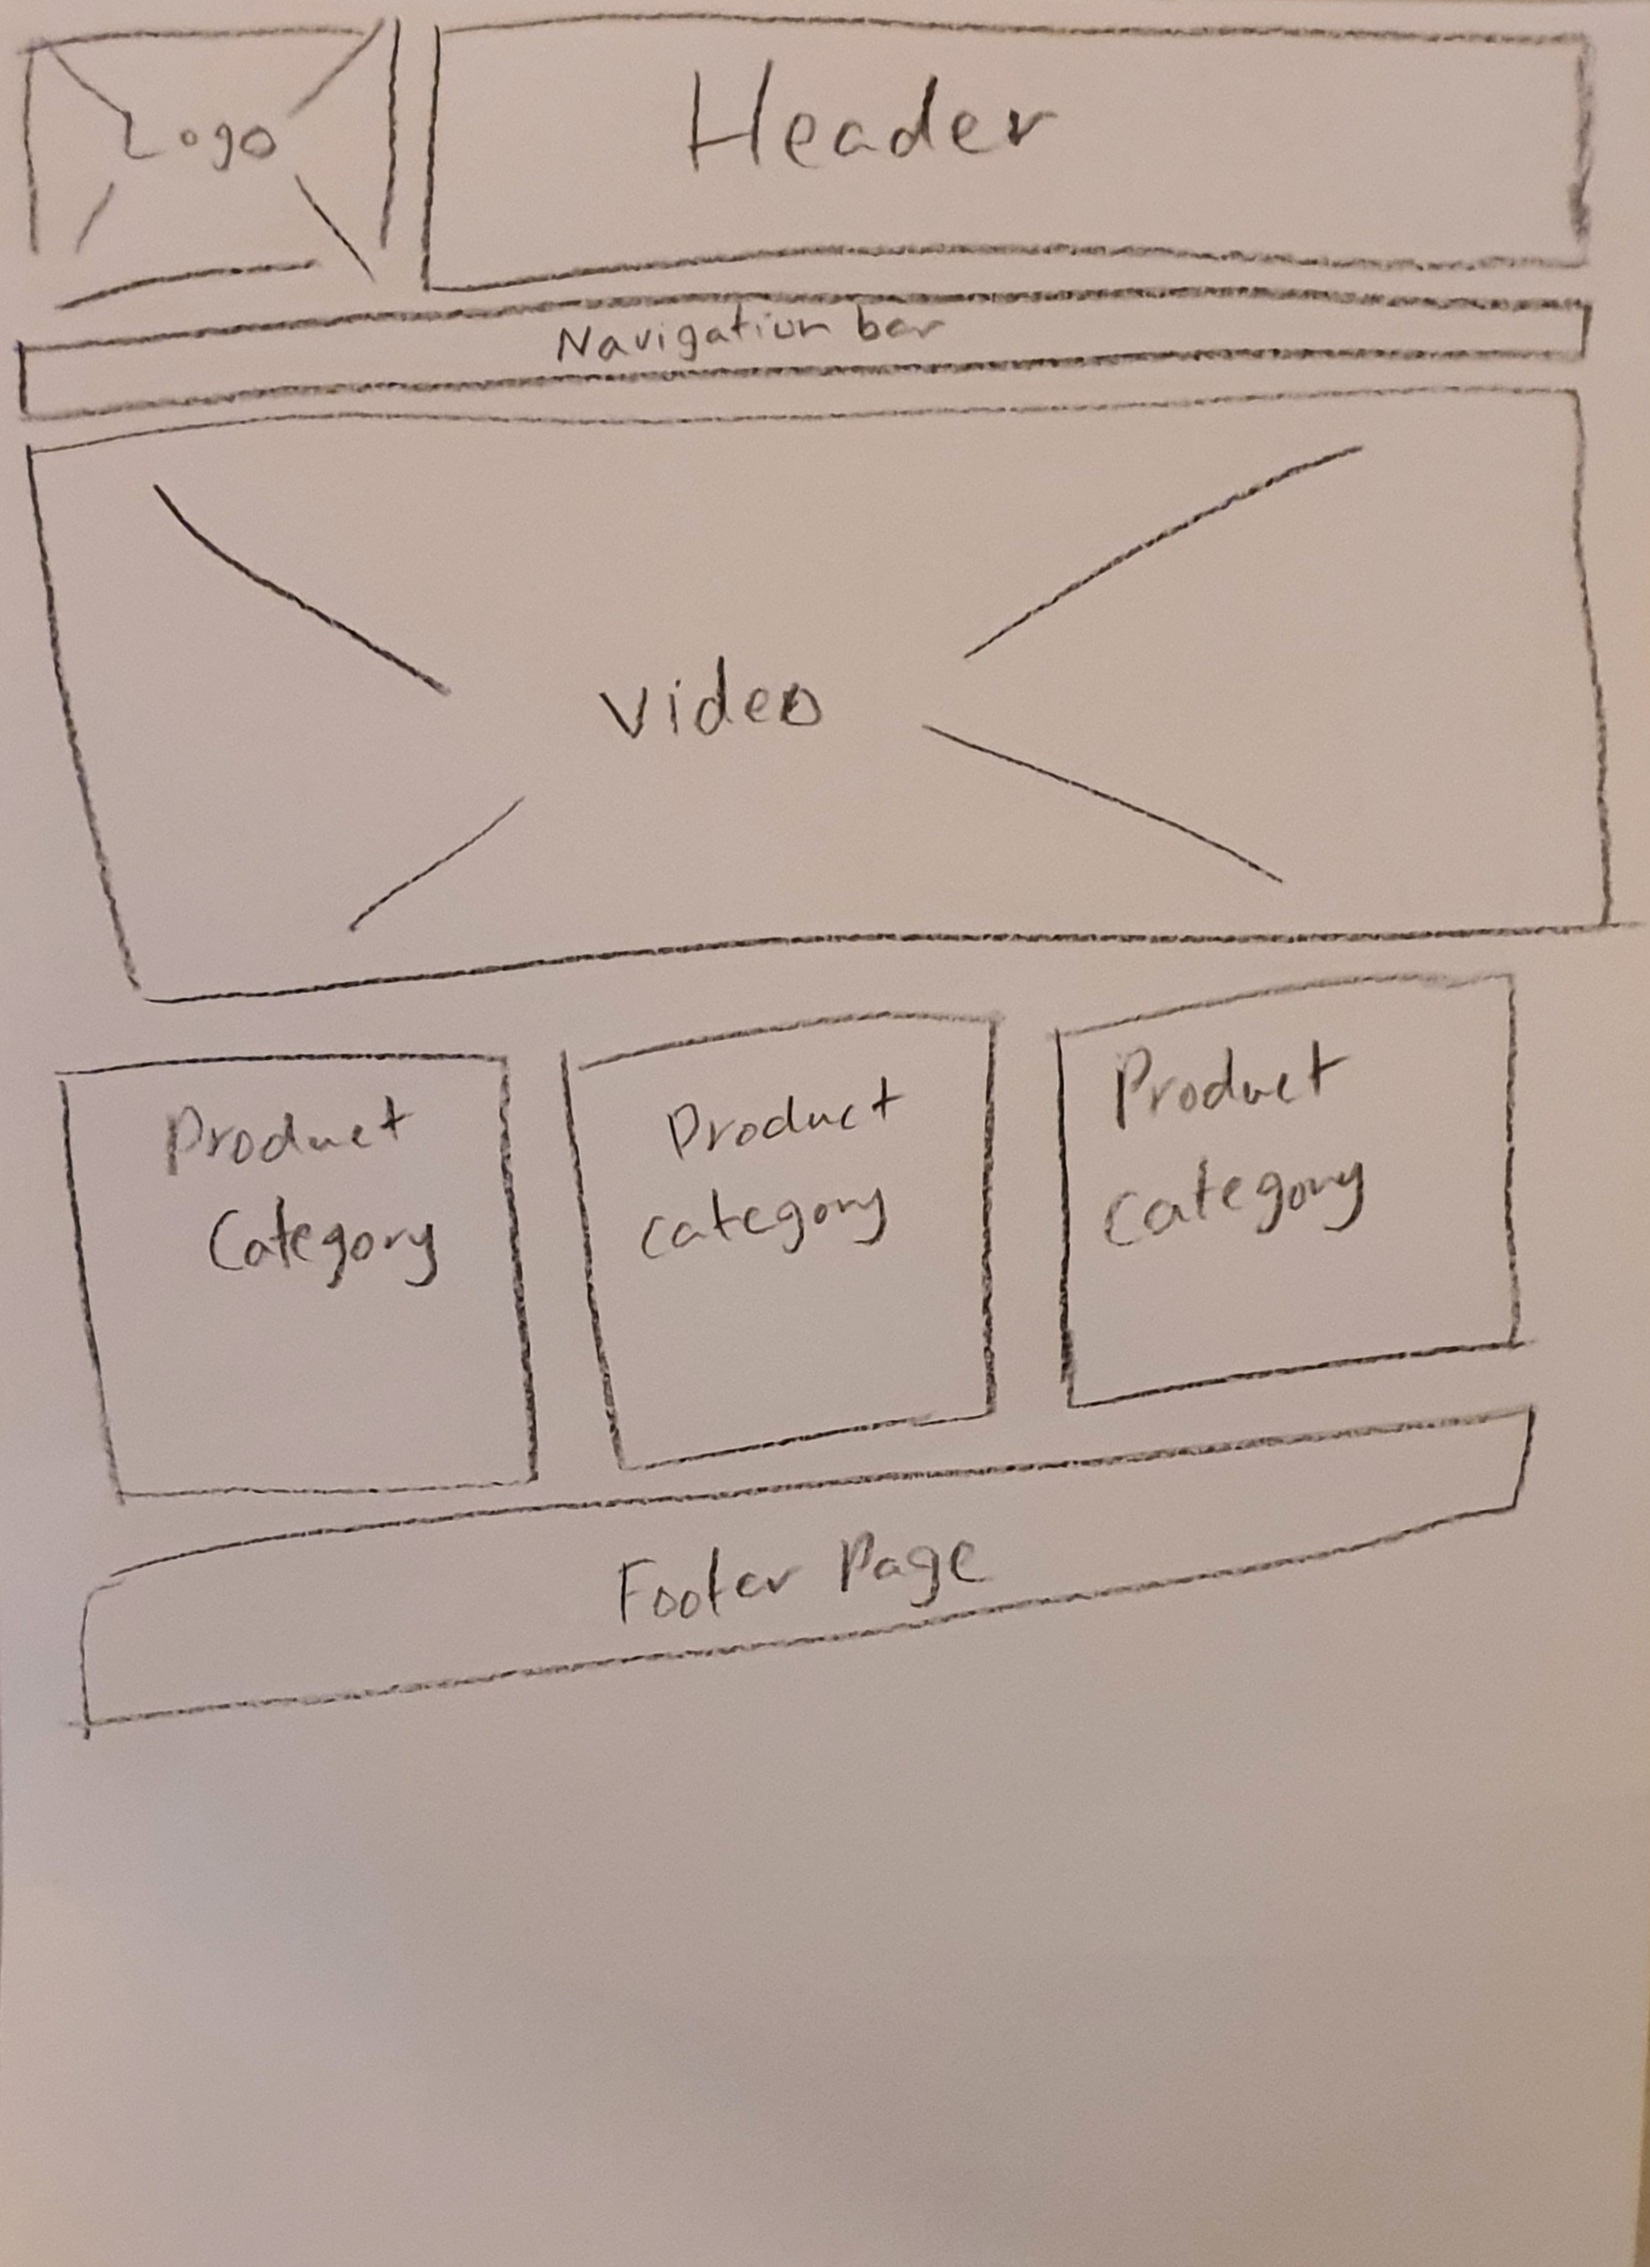 Logo
Header
Navigation bar
Video
Product
Category
Product
category
Product
category
Footer Page